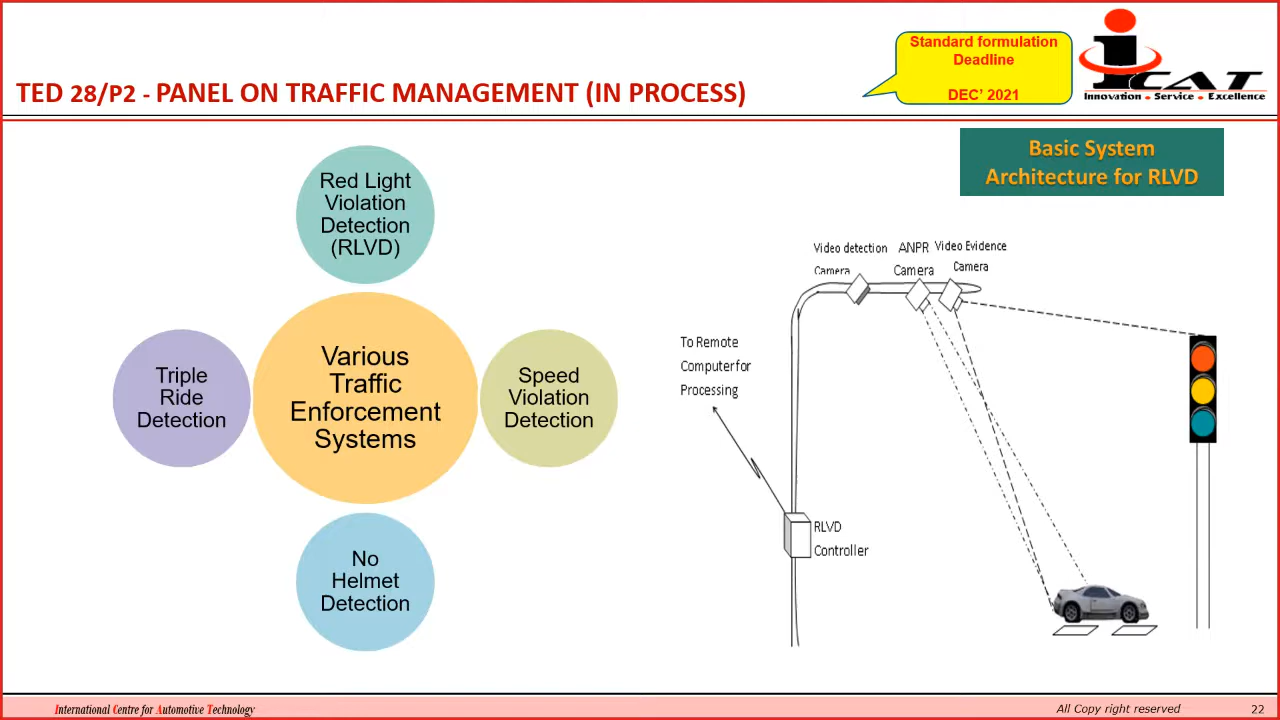 Standard formulation
Deadline
DEC' 2021
iCAT
Innovation . Service . Excellence
TED 28/P2 - PANEL ON TRAFFIC MANAGEMENT (IN PROCESS)
Basic System
Architecture for RLVD
Red Light
Violation
Detection
(RLVD)
Various
Traffic
Enforcement
Systems
Triple
Ride
Detection
Speed
Violation
Detection
No
Helmet
Detection
Video detection
Camera
ANPR
Camera
Video Evidence
Camera
To Remote
Computer for
Processing
RLVD
Controller
International Centre for Automotive Technology
All Copy right reserved
22